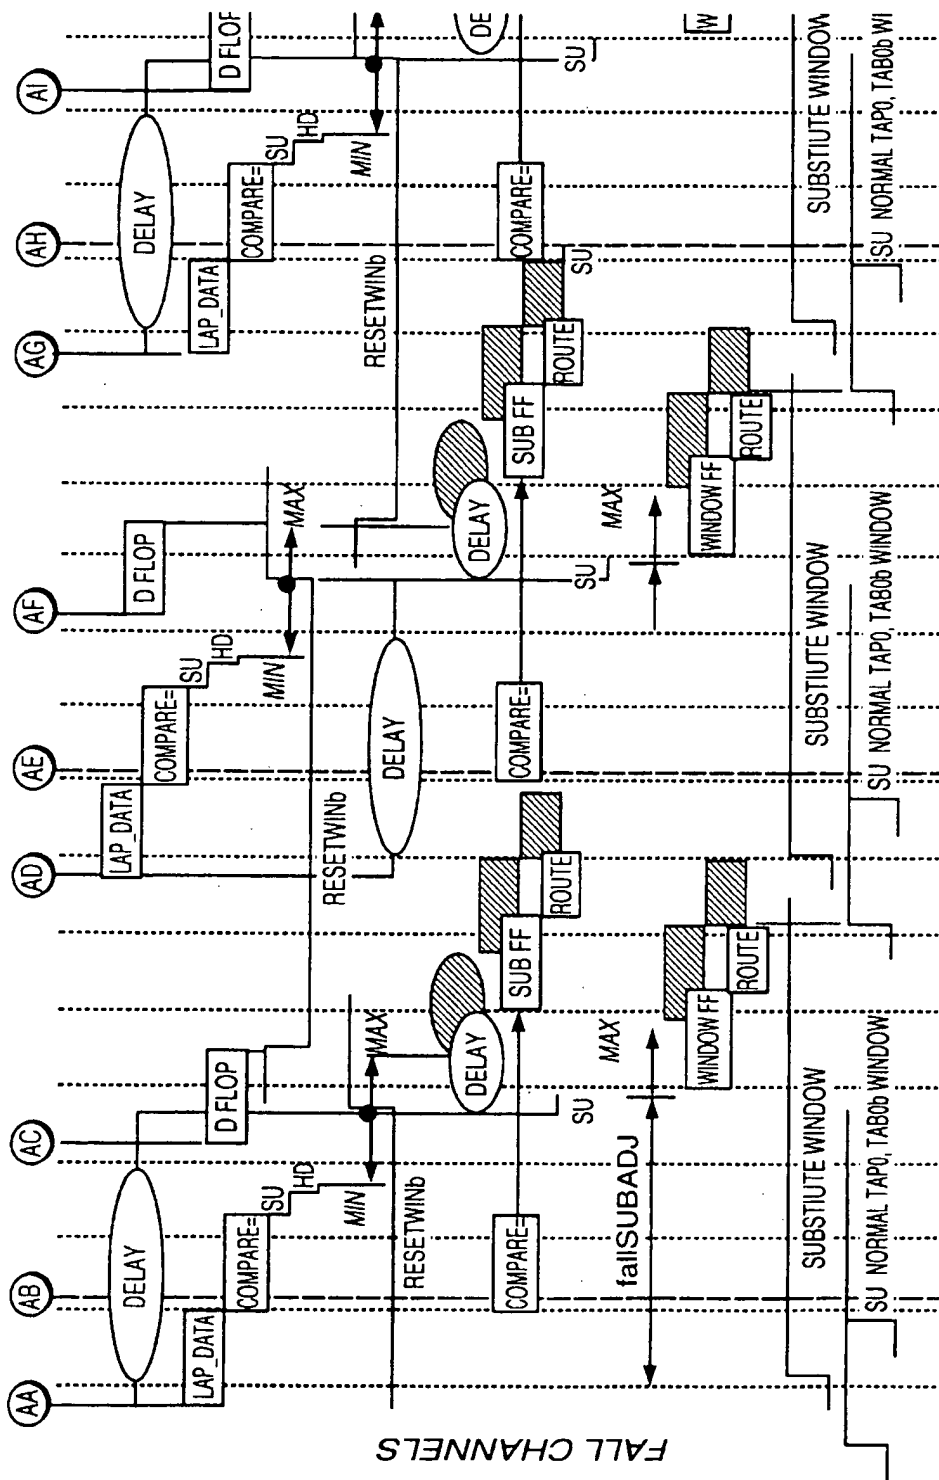 AA
AB
AC
AD
AE
AF
AG
AH
AI
LAP_DATA
DELAY
D FLOP
DELAY
COMPARE=
SU
HD
MIN
LAP_DATA
COMPARE=
SU
HD
MIN
D FLOP
MAX
LAP_DATA
COMPARE=
SU
HD
MIN
D FLOP
MAX
RESETWINb
RESETWINb
RESETWINb
DELAY
FALL CHANNELS
COMPARE=
DELAY
SU
SUB FF
ROUTE
COMPARE=
DELAY
SU
SUB FF
ROUTE
SU
COMPARE=
SU
fallSUBADJ
MAX
WINDOW FF
ROUTE
MAX
WINDOW FF
ROUTE
SUBSTIUTE WINDOW
SUBSTIUTE WINDOW
SUBSTIUTE WINDOW
SU NORMAL TAP0, TAB0b WINDOW
SU NORMAL TAP0, TAB0b WINDOW
SU NORMAL TAP0, TAB0b WI